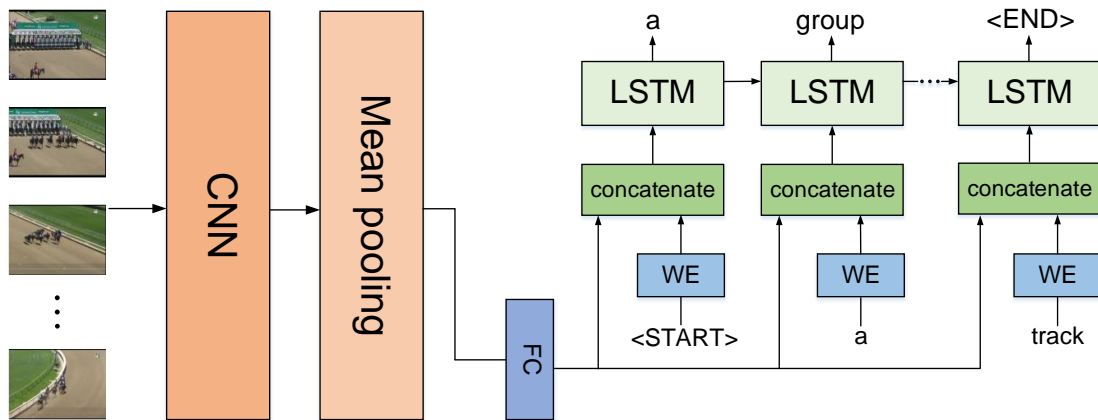 a
group
<END>
LSTM
LSTM
LSTM
concatenate
concatenate
concatenate
WE
WE
WE
<START>
a
track
CNN
Mean pooling
FC